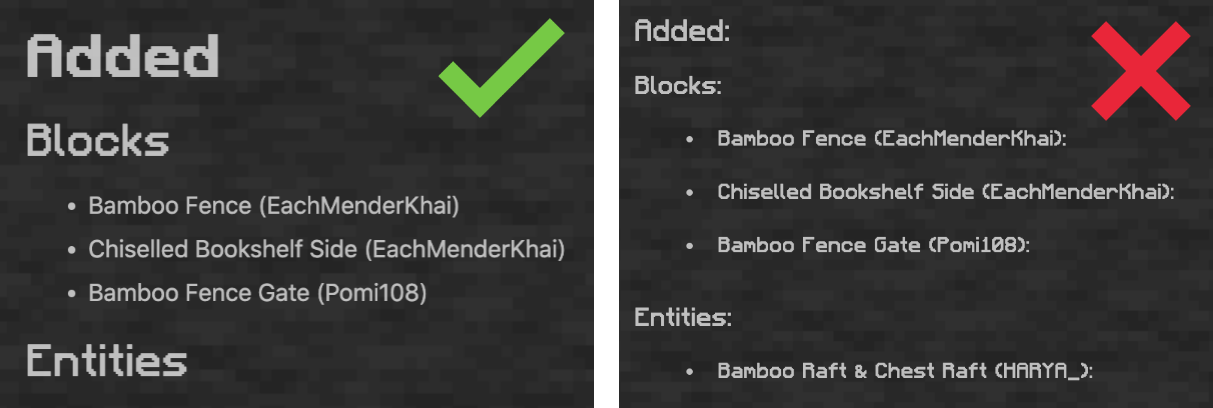 Added
Blocks
• Bamboo Fence (EachMenderKhai)
• Chiselled Bookshelf Side (EachMenderKhai)
• Bamboo Fence Gate (Pomi108)
Entities
Added:
Blocks:
• Bamboo Fence (EachMenderKhai):
• Chiselled Bookshelf Side (EachMenderKhai):
• Bamboo Fence Gate (Pomi108):
Entities:
• Bamboo Raft & Chest Raft (HARYA_):